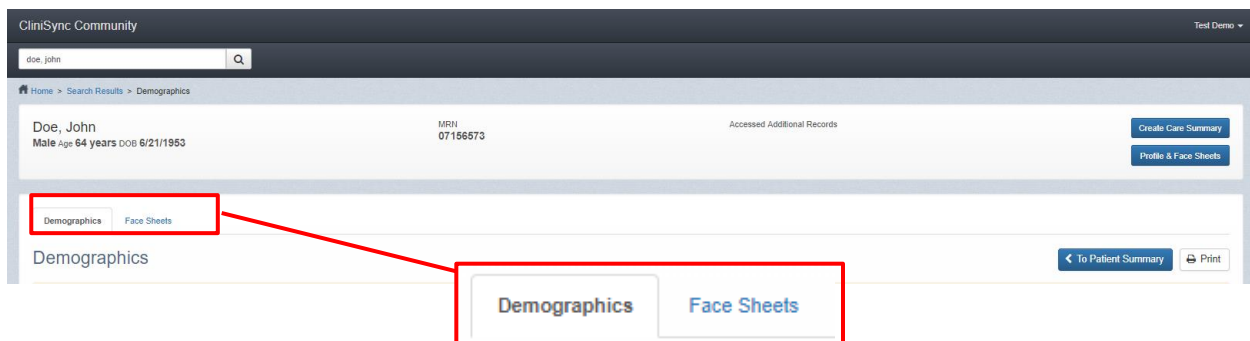 CliniSync Community
Test Demo
doe, john
Home > Search Results > Demographics
Doe, John
Male Age 64 years DOB 6/21/1953
MRN
07156573
Accessed Additional Records
Create Care Summary
Profile & Face Sheets
Demographics Face Sheets
Demographics
To Patient Summary
Print
Demographics Face Sheets